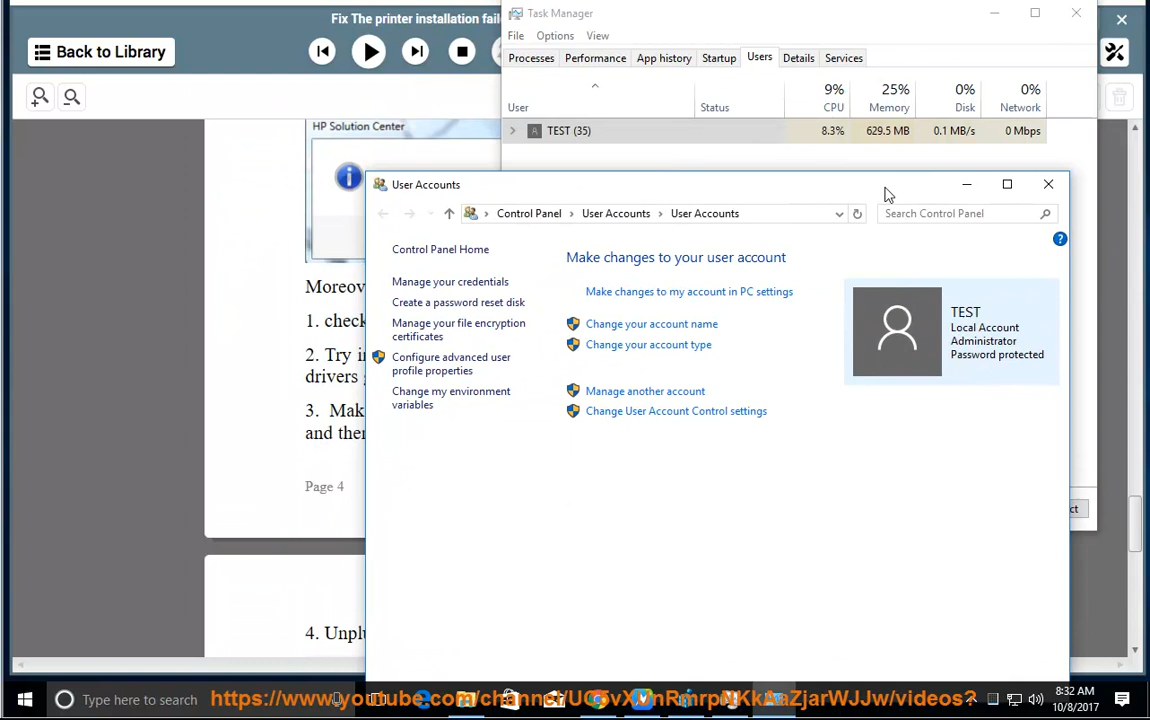 Fix The printer installation fail
Back to Library
Task Manager
File Options View
Processes Performance App history Startup Users Details Services
9% 25% 0% 0%
User Status CPU Memory Disk Network
TEST (35) 8.3% 629.5 MB 0.1 MB/s 0 Mbps
HP Solution Center
User Accounts
Control Panel User Accounts User Accounts
Search Control Panel
Control Panel Home
Manage your credentials
Create a password reset disk
Manage your file encryption
certificates
Configure advanced user
profile properties
Change my environment
variables
Make changes to your user account
Make changes to my account in PC settings
Change your account name
Change your account type
Manage another account
Change User Account Control settings
TEST
Local Account
Administrator
Password protected
Moreov
1. check
2. Try i
drivers
3. Mak
and the
Page 4
ct
4. Unpl
Type here to search
8:32 AM
10/8/2017